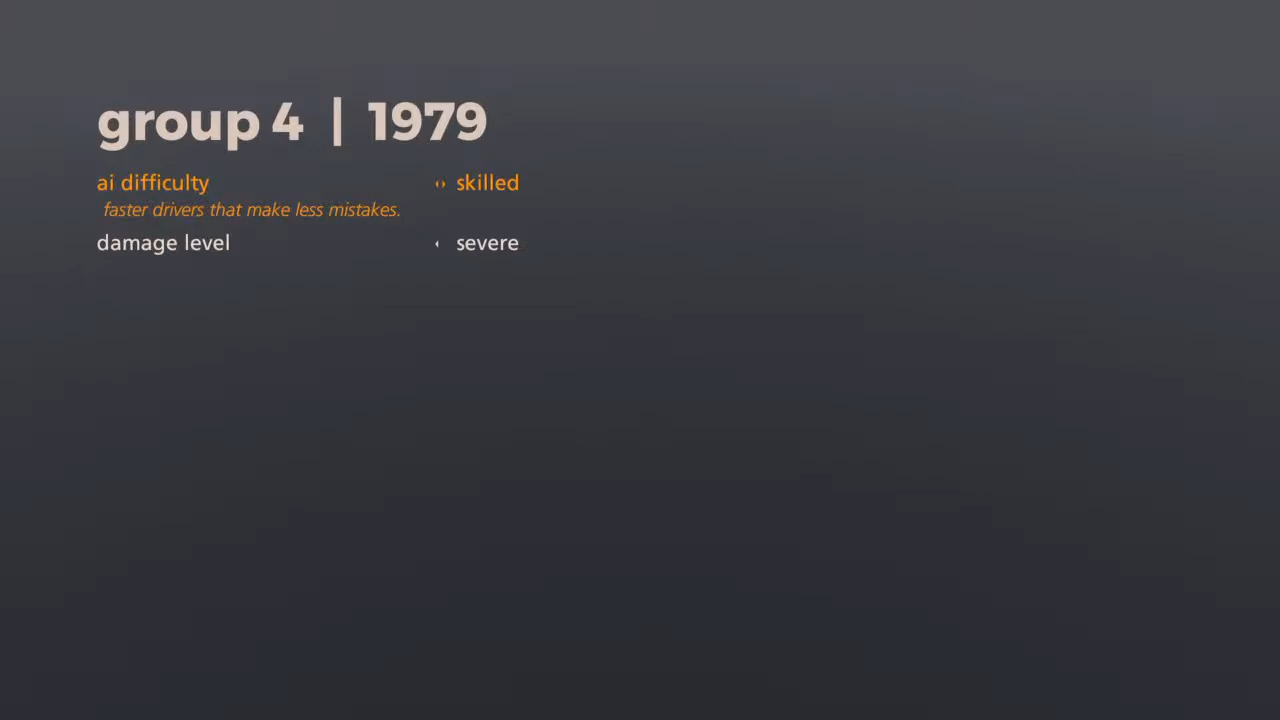 group 4 | 1979
ai difficulty skilled
faster drivers that make less mistakes.
damage level severe